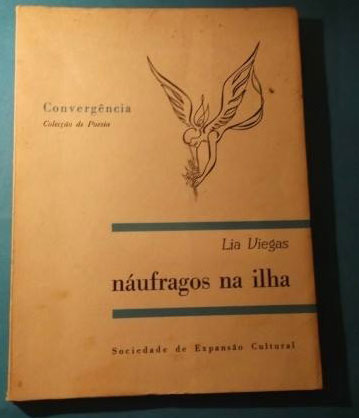 Convergência
Colecção de Poesia
Lia Viegas
náufragos na ilha
Sociedade de Expansão Cultural